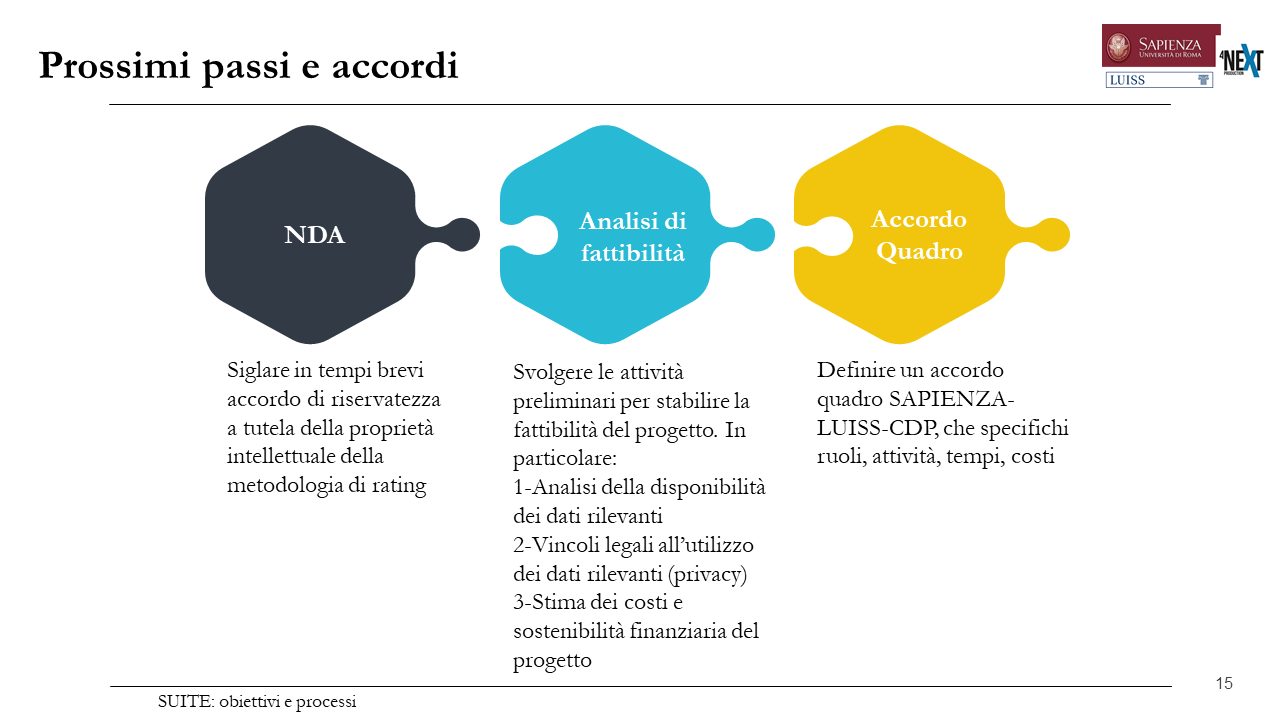 Prossimi passi e accordi
SAPIENZA
UNIVERSITÀ DI ROMA
LUISS
4NEXT
PRODUCTION
NDA
Analisi di
fattibilità
Accordo
Quadro
Siglare in tempi brevi
accordo di riservatezza
a tutela della proprietà
intellettuale della
metodologia di rating
Svolgere le attività
preliminari per stabilire la
fattibilità del progetto. In
particolare:
1-Analisi della disponibilità
dei dati rilevanti
2-Vincoli legali all’utilizzo
dei dati rilevanti (privacy)
3-Stima dei costi e
sostenibilità finanziaria del
progetto
Definire un accordo
quadro SAPIENZA-
LUISS-CDP, che specifichi
ruoli, attività, tempi, costi
15
SUITE: obiettivi e processi